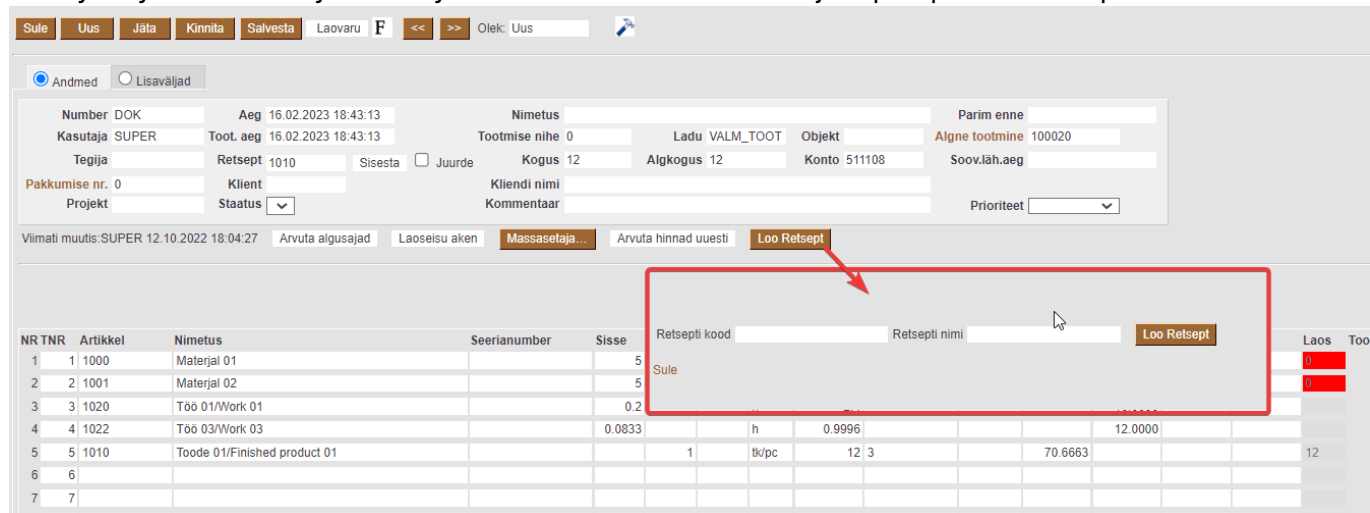 Sule Uus Jäta Kinnita Salvesta Laovaru F << >> Olek: Uus
Andmed Lisaväljad
Number DOK Aeg 16.02.2023 18:43:13 Nimetus Parim enne
Kasutaja SUPER Toot. aeg 16.02.2023 18:43:13 Tootmise nihe 0 Ladu VALM_TOOT Objekt Algne tootmine 100020
Tegija Retsept 1010 Sisesta Juurde Kogus 12 Algkogus 12 Konto 511108 Soov.läh.aeg
Pakkumise nr. 0 Klient Kliendi nimi
Projekt Staatus Kommentaar Prioriteet
Viimati muutis:SUPER 12.10.2022 18:04:27 Arvuta algusajad Laoseisu aken Massasetaja... Arvuta hinnad uuesti Loo Retsept
Retsepti kood Retsepti nimi Loo Retsept
Sule
NR TNR Artikkel Nimetus Seerianumber Sisse Laos Too
1 1 1000 Materjal 01 5 0
2 2 1001 Materjal 02 5 0
3 3 1020 Töö 01/Work 01 0.2
4 4 1022 Töö 03/Work 03 0.0833 h 0.9996 12.0000
5 5 1010 Toode 01/Finished product 01 1 tk/pc 12 3 70.6663 12
6 6
7 7